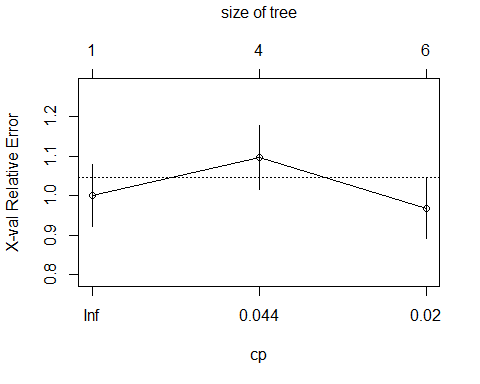 size of tree
1 4 6
X-val Relative Error
1.2
1.1
1.0
0.9
0.8
Inf 0.044 0.02
cp